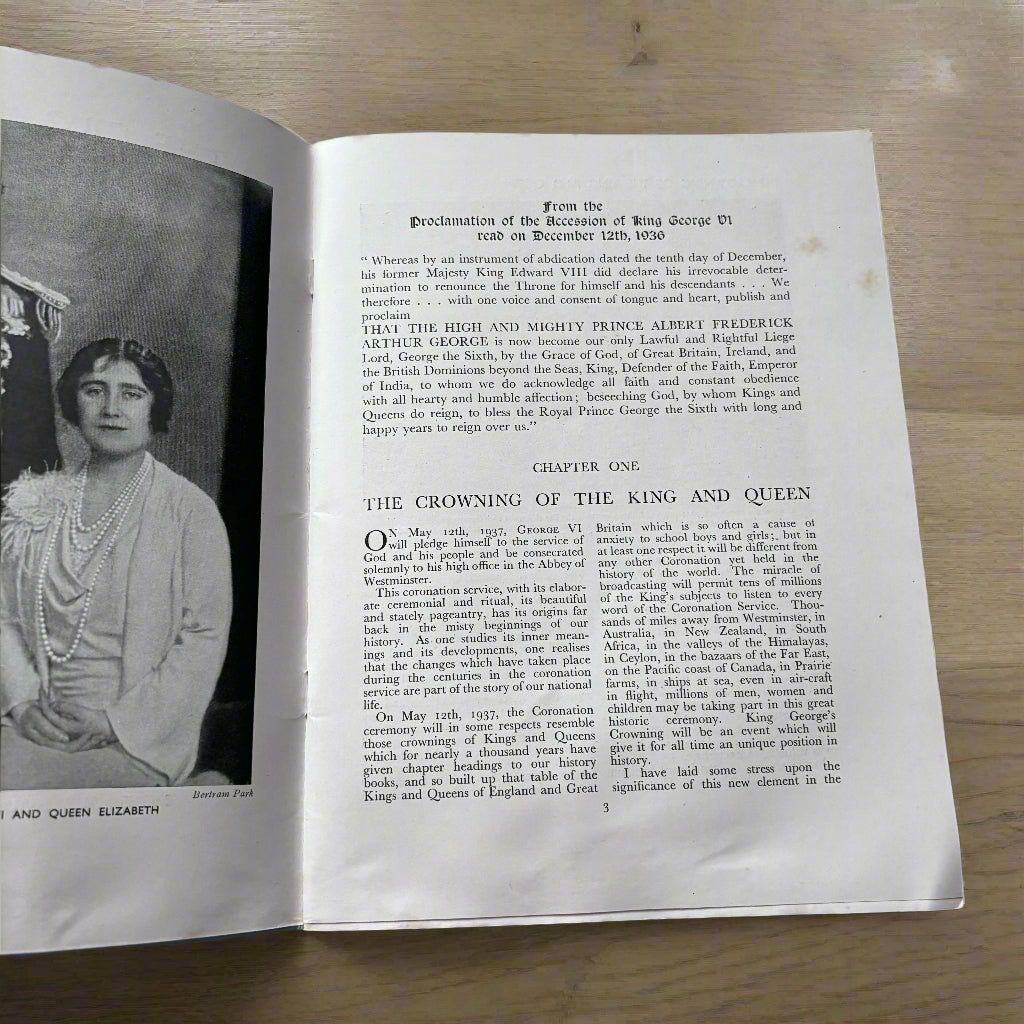 Bertram Park
I AND QUEEN ELIZABETH
From the
Proclamation of the Accession of King George VI
read on December 12th, 1936
“ Whereas by an instrument of abdication dated the tenth day of December,
his former Majesty King Edward VIII did declare his irrevocable deter-
mination to renounce the Throne for himself and his descendants . . . We
therefore . . . with one voice and consent of tongue and heart, publish and
proclaim
THAT THE HIGH AND MIGHTY PRINCE ALBERT FREDERICK
ARTHUR GEORGE is now become our only Lawful and Rightful Liege
Lord, George the Sixth, by the Grace of God, of Great Britain, Ireland, and
the British Dominions beyond the Seas, King, Defender of the Faith, Emperor
of India, to whom we do acknowledge all faith and constant obedience
with all hearty and humble affection; beseeching God, by whom Kings and
Queens do reign, to bless the Royal Prince George the Sixth with long and
happy years to reign over us.”
CHAPTER ONE
THE CROWNING OF THE KING AND QUEEN
ON May 12th, 1937, GEORGE VI
will pledge himself to the service of
God and his people and be consecrated
solemnly to his high office in the Abbey of
Westminster.
This coronation service, with its elabor-
ate ceremonial and ritual, its beautiful
and stately pageantry, has its origins far
back in the misty beginnings of our
history. As one studies its inner mean-
ings and its developments, one realises
that the changes which have taken place
during the centuries in the coronation
service are part of the story of our national
life.
On May 12th, 1937, the Coronation
ceremony will in some respects resemble
those crownings of Kings and Queens
which for nearly a thousand years have
given chapter headings to our history
books, and so built up that table of the
Kings and Queens of England and Great
Britain which is so often a cause of
anxiety to school boys and girls; but in
at least one respect it will be different from
any other Coronation yet held in the
history of the world. The miracle of
broadcasting will permit tens of millions
of the King's subjects to listen to every
word of the Coronation Service. Thou-
sands of miles away from Westminster, in
Australia, in New Zealand, in South
Africa, in the valleys of the Himalayas,
in Ceylon, in the bazaars of the Far East,
on the Pacific coast of Canada, in Prairie
farms, in ships at sea, even in air-craft
in flight, millions of men, women and
children may be taking part in this great
historic ceremony. King George's
Crowning will be an event which will
give it for all time an unique position in
history.
I have laid some stress upon the
significance of this new element in the
3